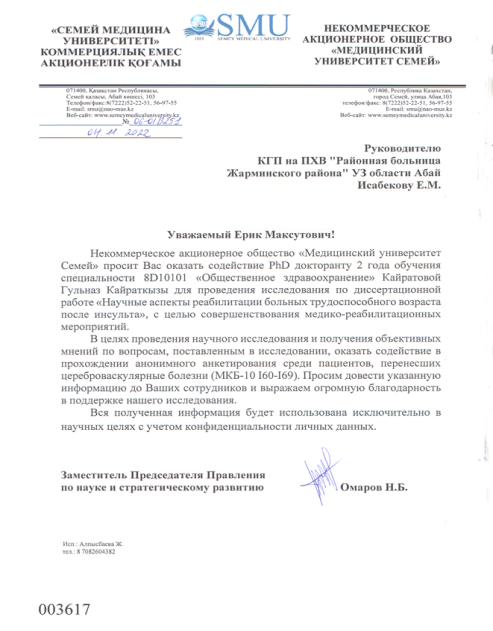 «СЕМЕЙ МЕДИЦИНА
УНИВЕРСИТЕТІ»
КОММЕРЦИЯЛЫҚ ЕМЕС
АКЦИОНЕРЛІК ҚОҒАМЫ
SMU
SEMEY MEDICAL UNIVERSITY
НЕКОММЕРЧЕСКОЕ
АКЦИОНЕРНОЕ ОБЩЕСТВО
«МЕДИЦИНСКИЙ
УНИВЕРСИТЕТ СЕМЕЙ»
071400, Қазақстан Республикасы,
Семей қаласы, Абай көшесі, 103
Телефон/факс: 8(7222)52-22-51, 56-97-55
E-mail: smu@nao-mus.kz
Веб-сайт: www.semeymedicaluniversity.kz
071400, Республика Казахстан,
город Семей, улица Абая,103
телефон/факс: 8(7222)52-22-51, 56-97-55
E-mail: smu@nao-mus.kz
Веб-сайт: www.semeymedicaluniversity.kz
№
04.11.2022
Руководителю
КГП на ПХВ "Районная больница
Жарминского района" УЗ области Абай
Исабекову Е.М.
Уважаемый Ерик Максутович!
Некоммерческое акционерное общество «Медицинский университет
Семей» просит Вас оказать содействие PhD докторанту 2 года обучения
специальности 8D10101 «Общественное здравоохранение» Кайратовой
Гульназ Кайраткызы для проведения исследования по диссертационной
работе «Научные аспекты реабилитации больных трудоспособного возраста
после инсульта», с целью совершенствования медико-реабилитационных
мероприятий.
В целях проведения научного исследования и получения объективных
мнений по вопросам, поставленным в исследовании, оказать содействие в
прохождении анонимного анкетирования среди пациентов, перенесших
цереброваскулярные болезни (МКБ-10 I60-I69). Просим довести указанную
информацию до Ваших сотрудников и выражаем огромную благодарность
в поддержке нашего исследования.
Вся полученная информация будет использована исключительно в
научных целях с учетом конфиденциальности личных данных.
Заместитель Председателя Правления
по науке и стратегическому развитию
Омаров Н.Б.
Исп.: Алпысбаева Ж.
тел.: 8 7082604382
003617